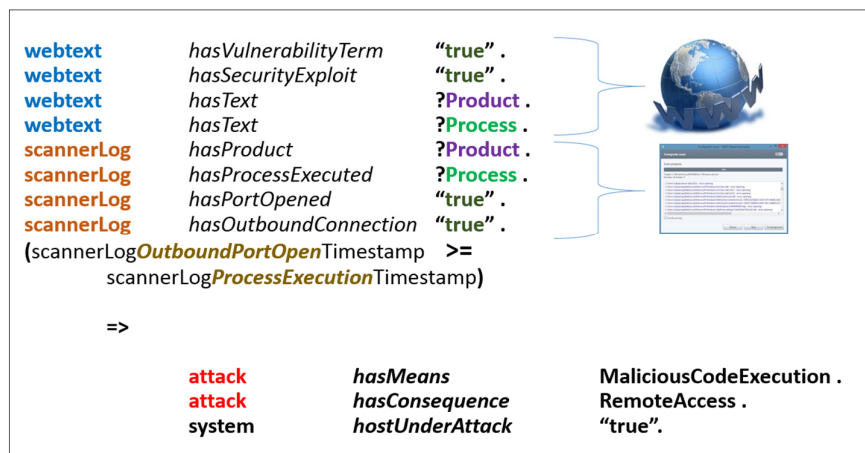 webtext hasVulnerabilityTerm “true” .
webtext hasSecurityExploit “true” .
webtext hasText ?Product .
webtext hasText ?Process .
scannerLog hasProduct ?Product .
scannerLog hasProcessExecuted ?Process .
scannerLog hasPortOpened “true” .
scannerLog hasOutboundConnection “true” .
(scannerLogOutboundPortOpenTimestamp >=
scannerLogProcessExecutionTimestamp)
=>
attack hasMeans MaliciousCodeExecution .
attack hasConsequence RemoteAccess .
system hostUnderAttack “true”.
WWW